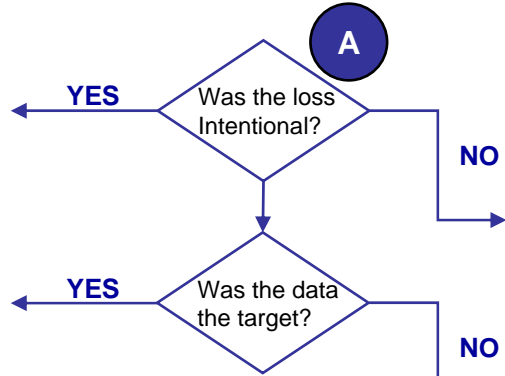 A
YES
Was the loss
Intentional?
NO
YES
Was the data
the target?
NO